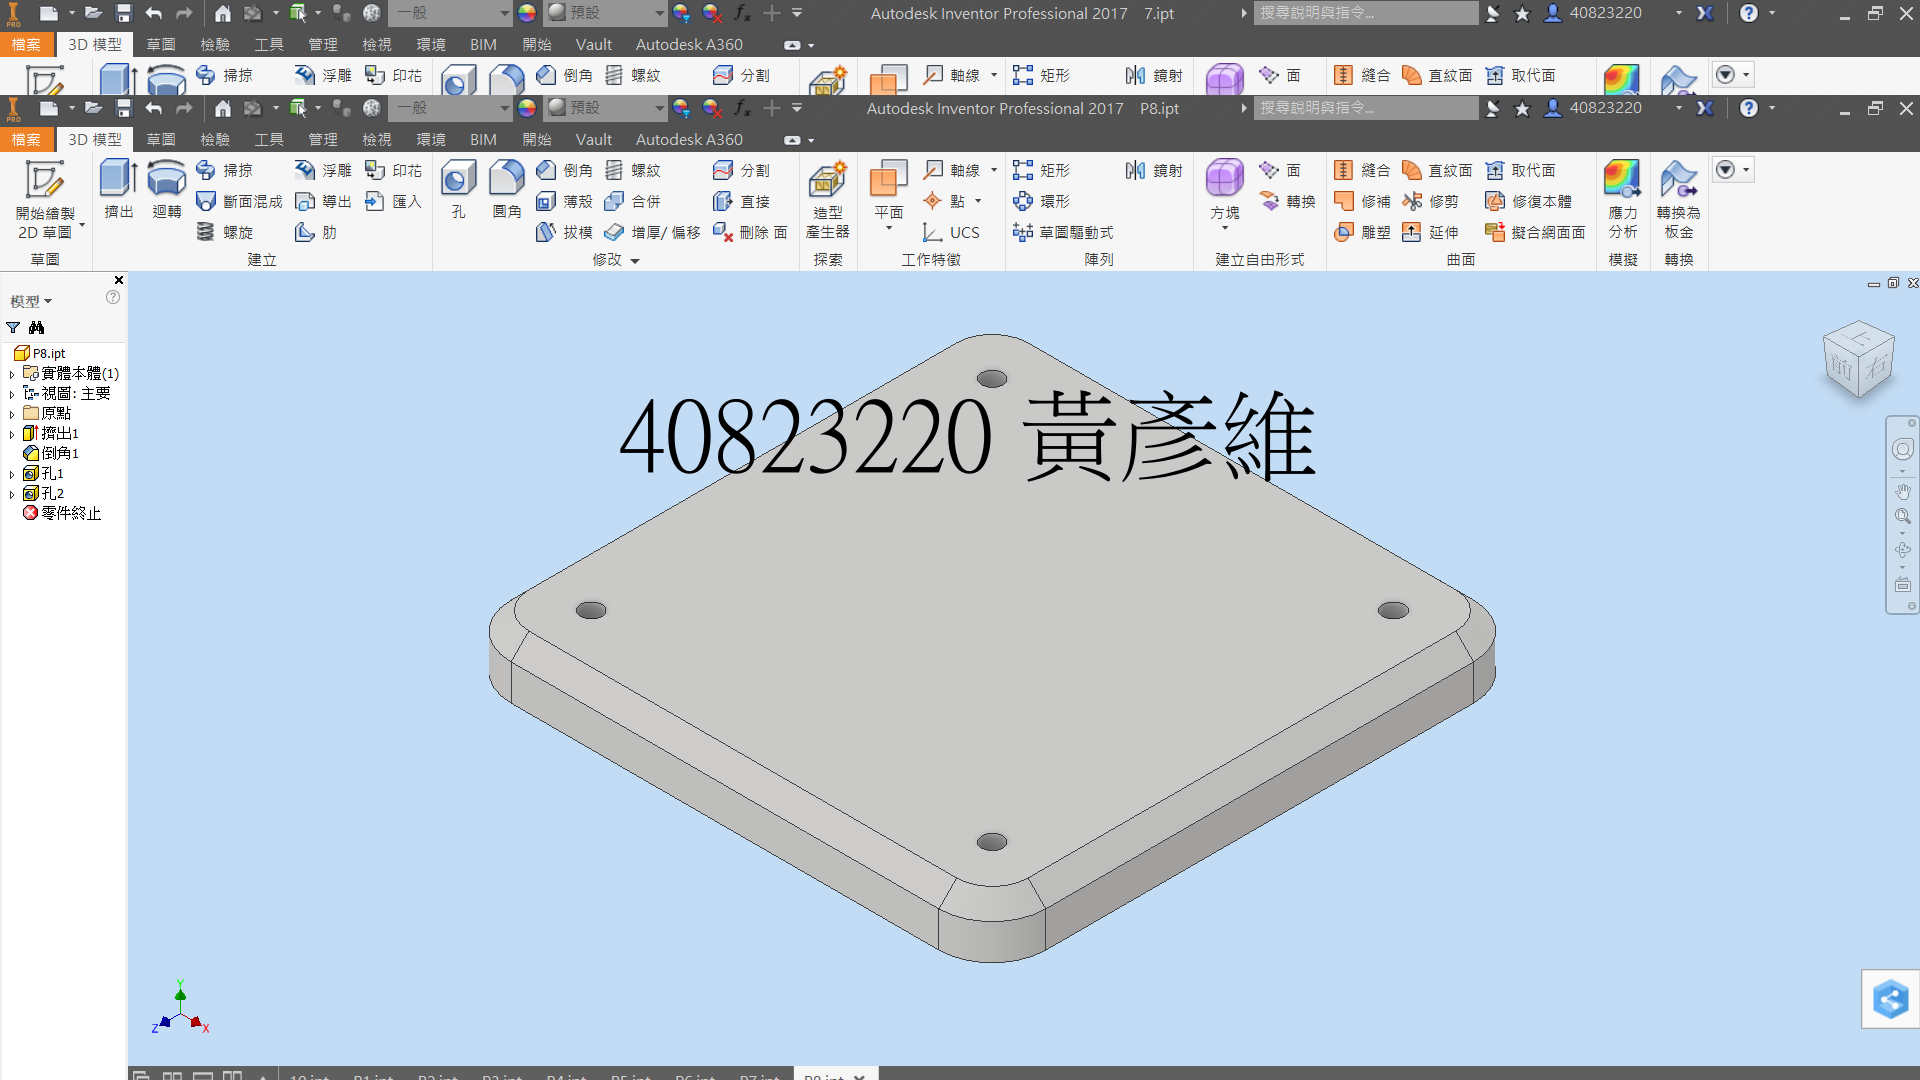 Autodesk Inventor Professional 2017 7.ipt
一般
預設
搜尋說明與指令...
40823220
檔案 3D 模型 草圖 檢驗 工具 管理 檢視 環境 BIM 開始 Vault Autodesk A360
掃掠 浮雕 印花 倒角 螺紋 分割 軸線 矩形 鏡射 面 縫合 直紋面 取代面
PRO 一般 預設 Autodesk Inventor Professional 2017 P8.ipt 搜尋說明與指令... 40823220
檔案 3D 模型 草圖 檢驗 工具 管理 檢視 環境 BIM 開始 Vault Autodesk A360
掃掠 浮雕 印花 倒角 螺紋 分割 軸線 矩形 鏡射 面 縫合 直紋面 取代面
開始繪製 2D 草圖 擠出 迴轉 斷面混成 導出 匯入 孔 圓角 薄殼 合併 直接 造型產生器 平面 點 環形 方塊 轉換 修補 修剪 修復本體 應力分析 轉換為板金
螺旋 肋 拔模 增厚/ 偏移 刪除 面 UCS 草圖驅動式 雕塑 延伸 擬合網面面
草圖 建立 修改 探索 工作特徵 陣列 建立自由形式 曲面 模擬 轉換
模型
P8.ipt
實體本體(1)
視圖: 主要
原點
擠出1
倒角1
孔1
孔2
零件終止
40823220 黃彥維
上
前
右
Y
Z
X
10.ipt P1.ipt P2.ipt P3.ipt P4.ipt P5.ipt P6.ipt P7.ipt P8.ipt